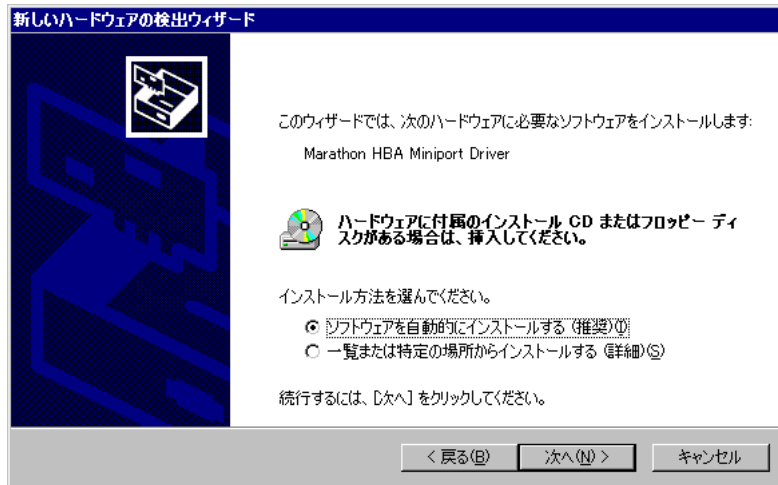 新しいハードウェアの検出ウィザード
このウィザードでは、次のハードウェアに必要なソフトウェアをインストールします:
Marathon HBA Miniport Driver
ハードウェアに付属のインストール CD またはフロッピー ディ
スクがある場合は、挿入してください。
インストール方法を選んでください。
ソフトウェアを自動的にインストールする (推奨)(I)
一覧または特定の場所からインストールする (詳細)(S)
続行するには、[次へ] をクリックしてください。
< 戻る(B) 次へ(N) > キャンセル